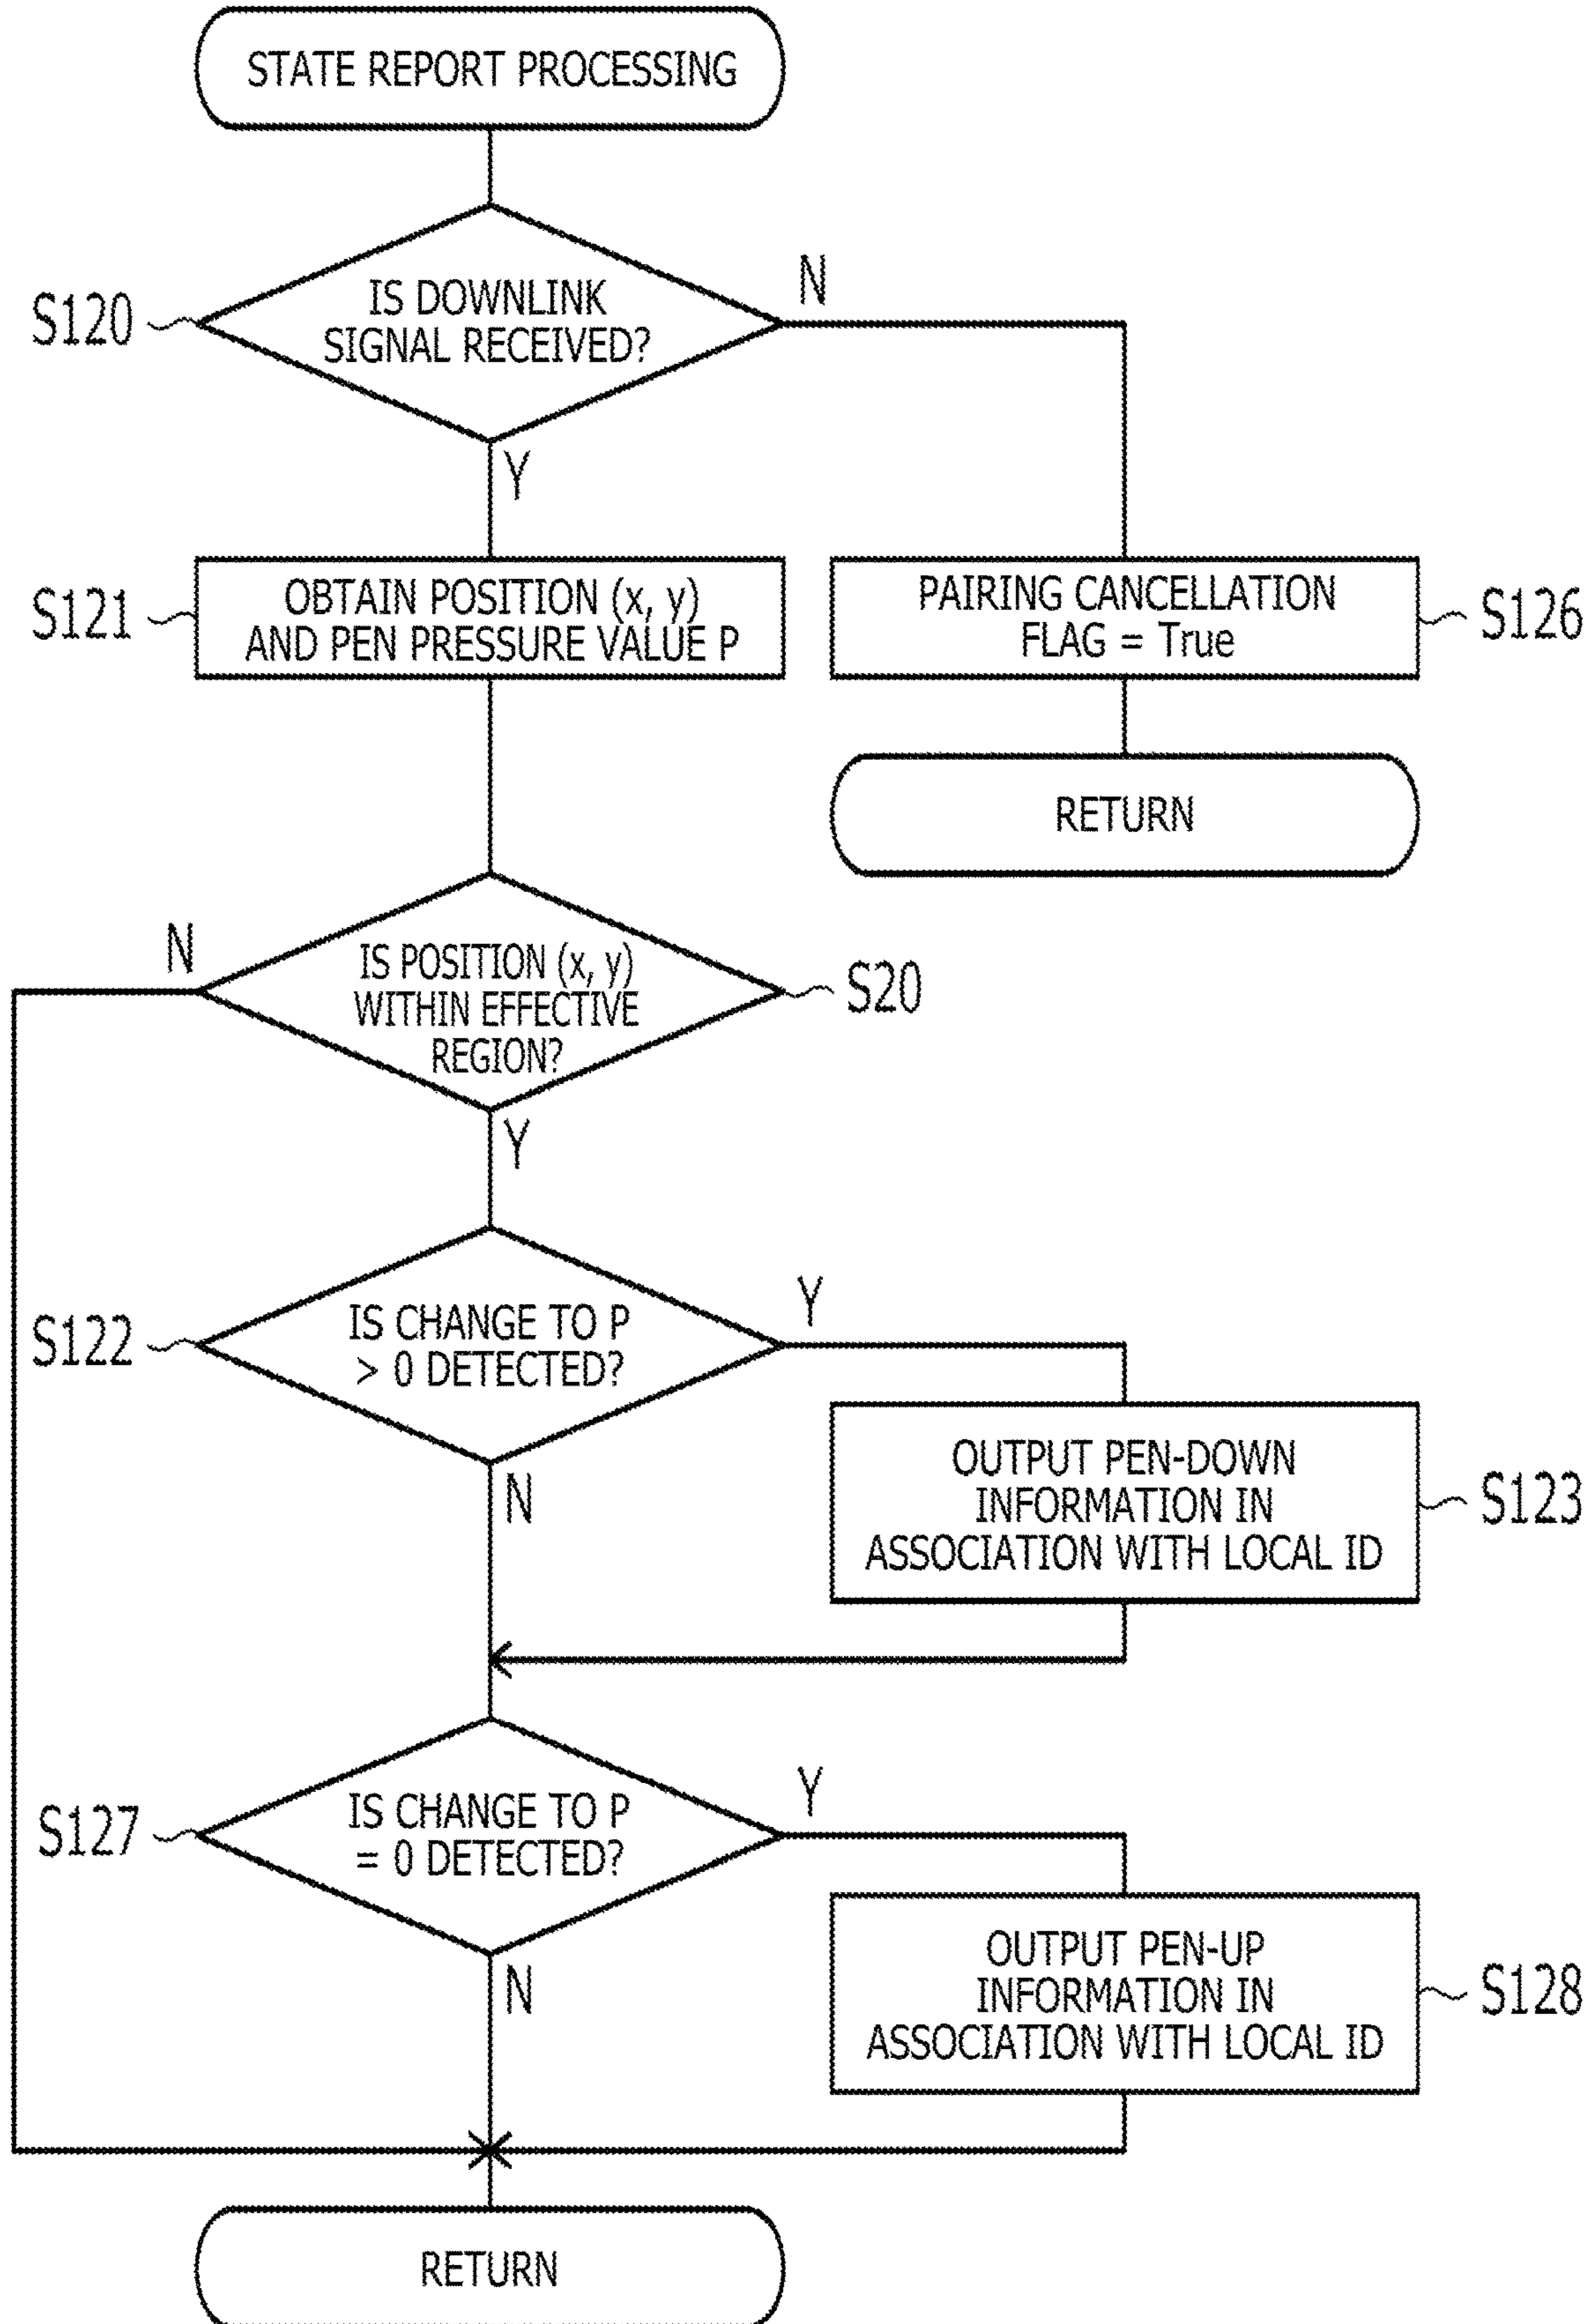 STATE REPORT PROCESSING
S120
IS DOWNLINK
SIGNAL RECEIVED?
N
Y
S121
OBTAIN POSITION (x, y)
AND PEN PRESSURE VALUE P
PAIRING CANCELLATION
FLAG = True
S126
RETURN
N
IS POSITION (x, y)
WITHIN EFFECTIVE
REGION?
S20
Y
S122
IS CHANGE TO P
> 0 DETECTED?
Y
N
OUTPUT PEN-DOWN
INFORMATION IN
ASSOCIATION WITH LOCAL ID
S123
S127
IS CHANGE TO P
= 0 DETECTED?
Y
N
OUTPUT PEN-UP
INFORMATION IN
ASSOCIATION WITH LOCAL ID
S128
RETURN